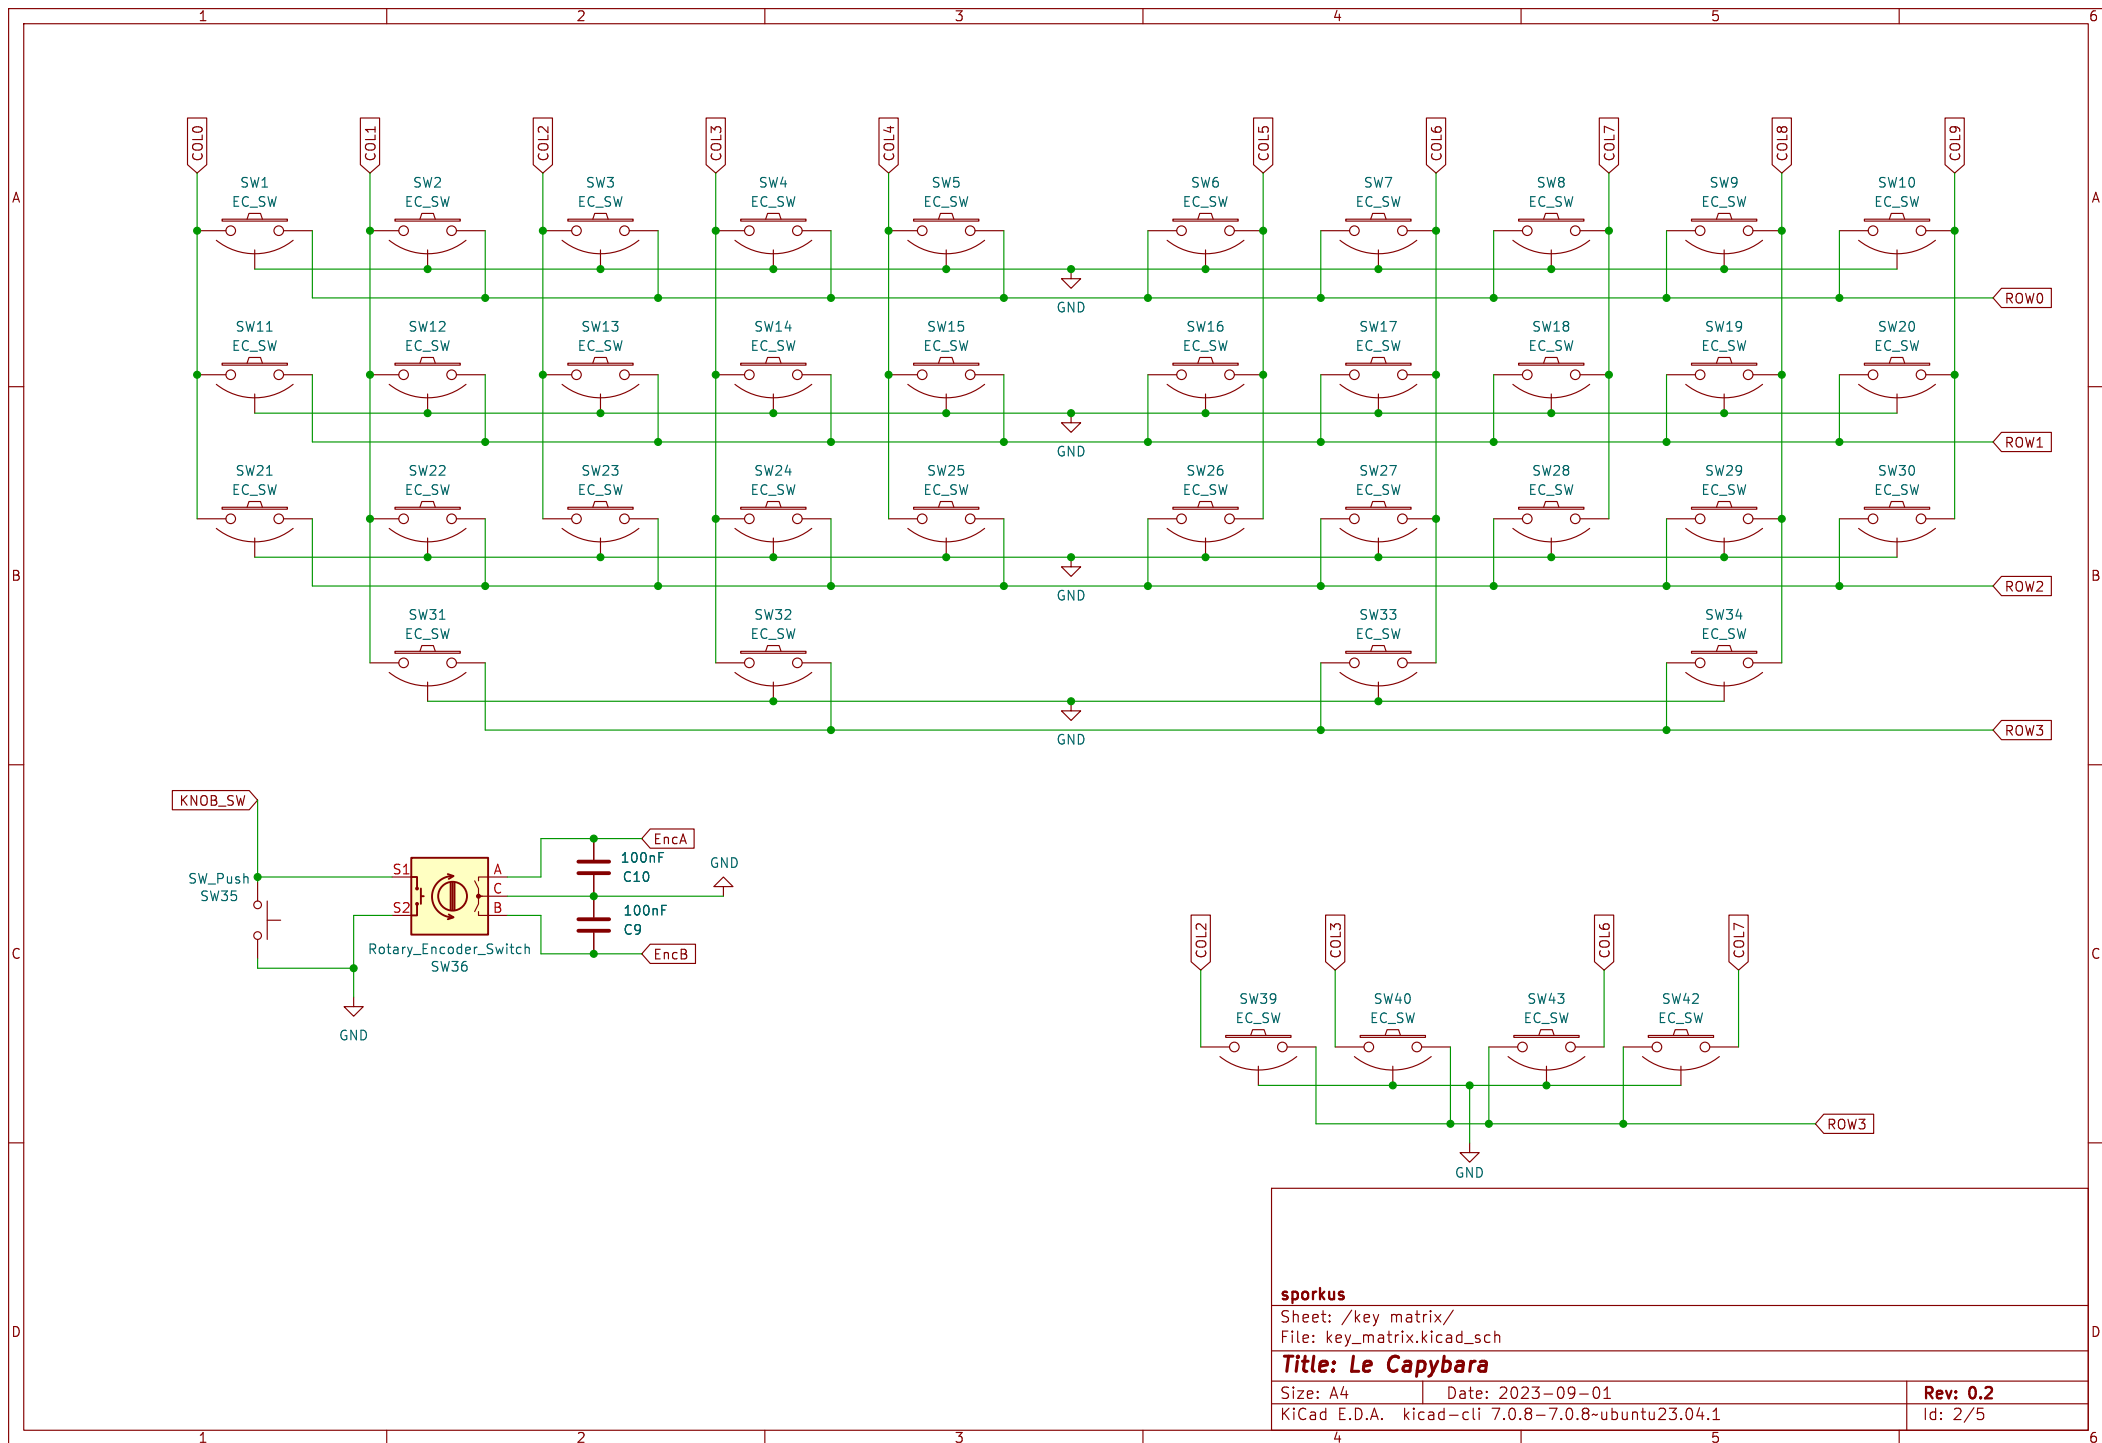 1 2 3 4 5 6
COL0 COL1 COL2 COL3 COL4 COL5 COL6 COL7 COL8 COL9
A A
SW1 SW2 SW3 SW4 SW5 SW6 SW7 SW8 SW9 SW10
EC_SW EC_SW EC_SW EC_SW EC_SW EC_SW EC_SW EC_SW EC_SW EC_SW
GND
ROW0
SW11 SW12 SW13 SW14 SW15 SW16 SW17 SW18 SW19 SW20
EC_SW EC_SW EC_SW EC_SW EC_SW EC_SW EC_SW EC_SW EC_SW EC_SW
GND
ROW1
SW21 SW22 SW23 SW24 SW25 SW26 SW27 SW28 SW29 SW30
EC_SW EC_SW EC_SW EC_SW EC_SW EC_SW EC_SW EC_SW EC_SW EC_SW
B B
GND
ROW2
SW31 SW32 SW33 SW34
EC_SW EC_SW EC_SW EC_SW
GND
ROW3
KNOB_SW
EncA
100nF
C10
GND
SW_Push
SW35
S1 A
C
S2 B
100nF
C9
Rotary_Encoder_Switch
SW36
EncB
GND
C C
COL2 COL3 COL6 COL7
SW39 SW40 SW43 SW42
EC_SW EC_SW EC_SW EC_SW
ROW3
GND
sporkus
Sheet: /key matrix/
File: key_matrix.kicad_sch
D D
Title: Le Capybara
Size: A4 Date: 2023-09-01 Rev: 0.2
KiCad E.D.A. kicad-cli 7.0.8-7.0.8~ubuntu23.04.1 Id: 2/5
1 2 3 4 5 6